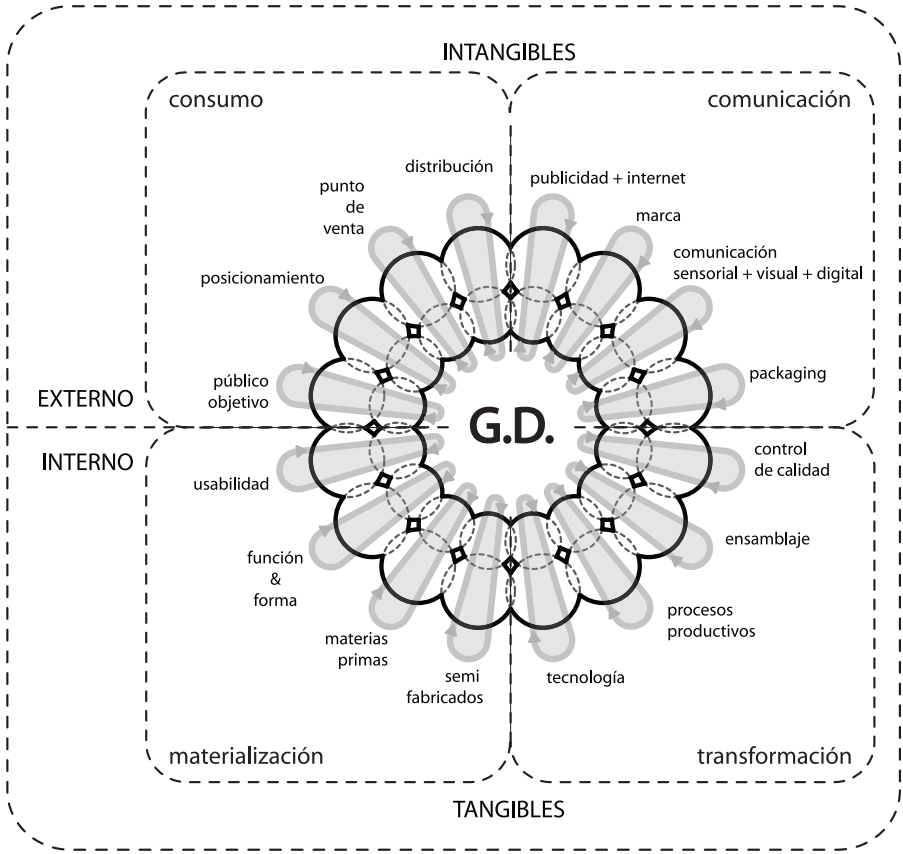 INTANGIBLES
consumo
comunicación
distribución
publicidad + internet
punto
de
venta
marca
comunicación
sensorial + visual + digital
posicionamiento
público
objetivo
packaging
EXTERNO
G.D.
INTERNO
usabilidad
control
de calidad
función
&
forma
ensamblaje
materias
primas
procesos
productivos
semi
fabricados
tecnología
materialización
transformación
TANGIBLES